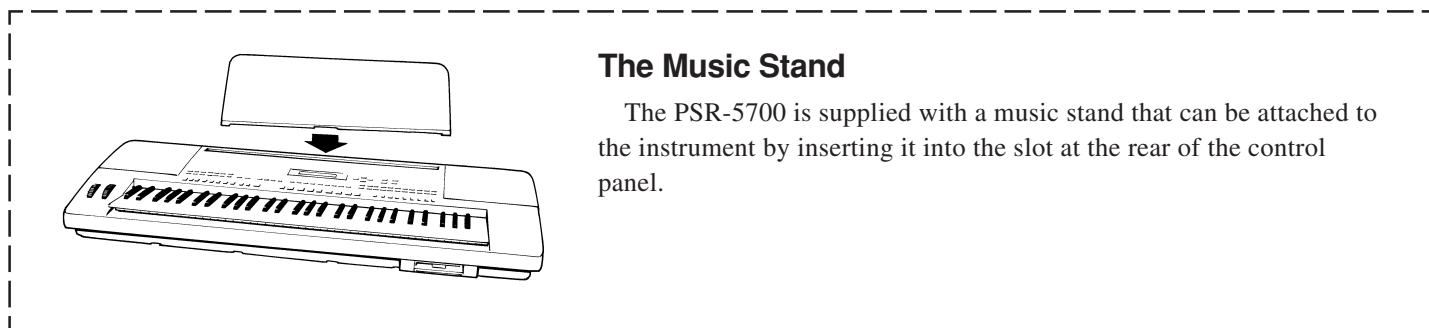 The Music Stand
The PSR-5700 is supplied with a music stand that can be attached to
the instrument by inserting it into the slot at the rear of the control
panel.